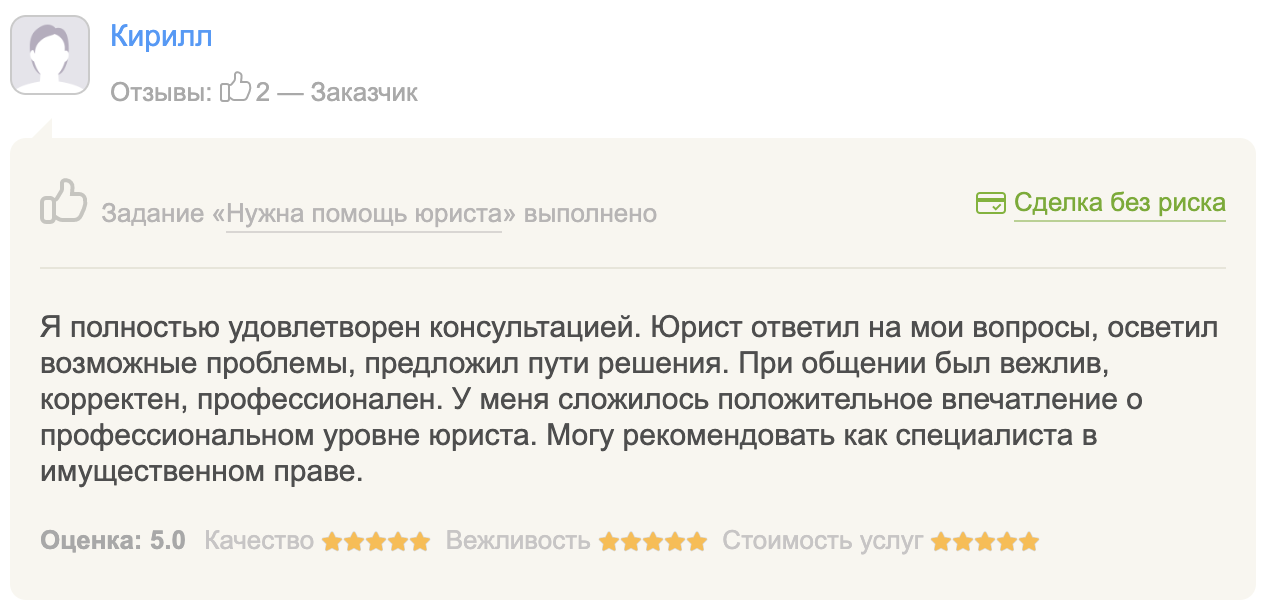 Кирилл
Отзывы: 2 — Заказчик
Задание «Нужна помощь юриста» выполнено
Сделка без риска
Я полностью удовлетворен консультацией. Юрист ответил на мои вопросы, осветил
возможные проблемы, предложил пути решения. При общении был вежлив,
корректен, профессионален. У меня сложилось положительное впечатление о
профессиональном уровне юриста. Могу рекомендовать как специалиста в
имущественном праве.
Оценка: 5.0 Качество Вежливость Стоимость услуг